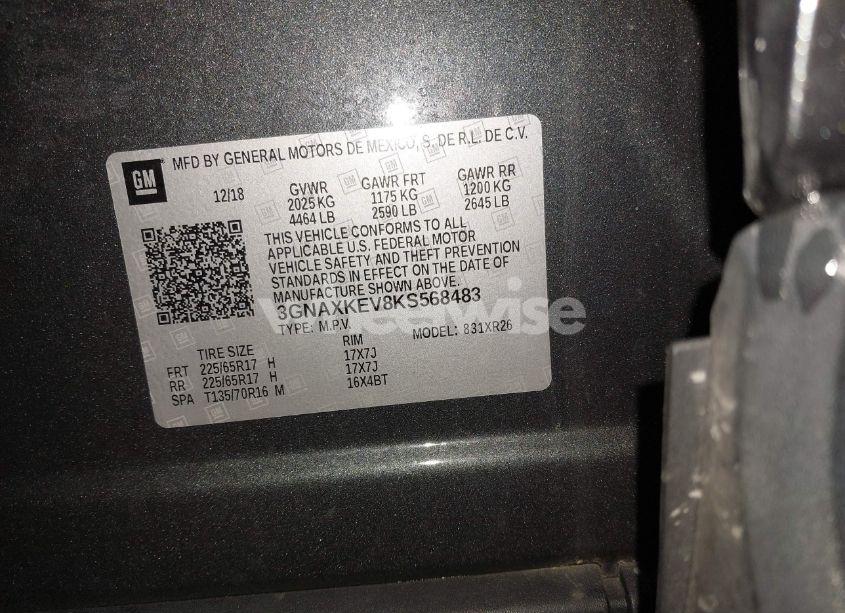 GM
MFD BY GENERAL MOTORS DE MEXICO, S. DE R.L. DE C.V.
12/18 GVWR GAWR FRT GAWR RR
2025 KG 1175 KG 1200 KG
4464 LB 2590 LB 2645 LB
THIS VEHICLE CONFORMS TO ALL
APPLICABLE U.S. FEDERAL MOTOR
VEHICLE SAFETY AND THEFT PREVENTION
STANDARDS IN EFFECT ON THE DATE OF
MANUFACTURE SHOWN ABOVE.
3GNAXKEV8KS568483
TYPE: M.P.V. MODEL: 831XR26
TIRE SIZE RIM
FRT 225/65R17 H 17X7J
RR 225/65R17 H 17X7J
SPA T135/70R16 M 16X4BT
wheelwise